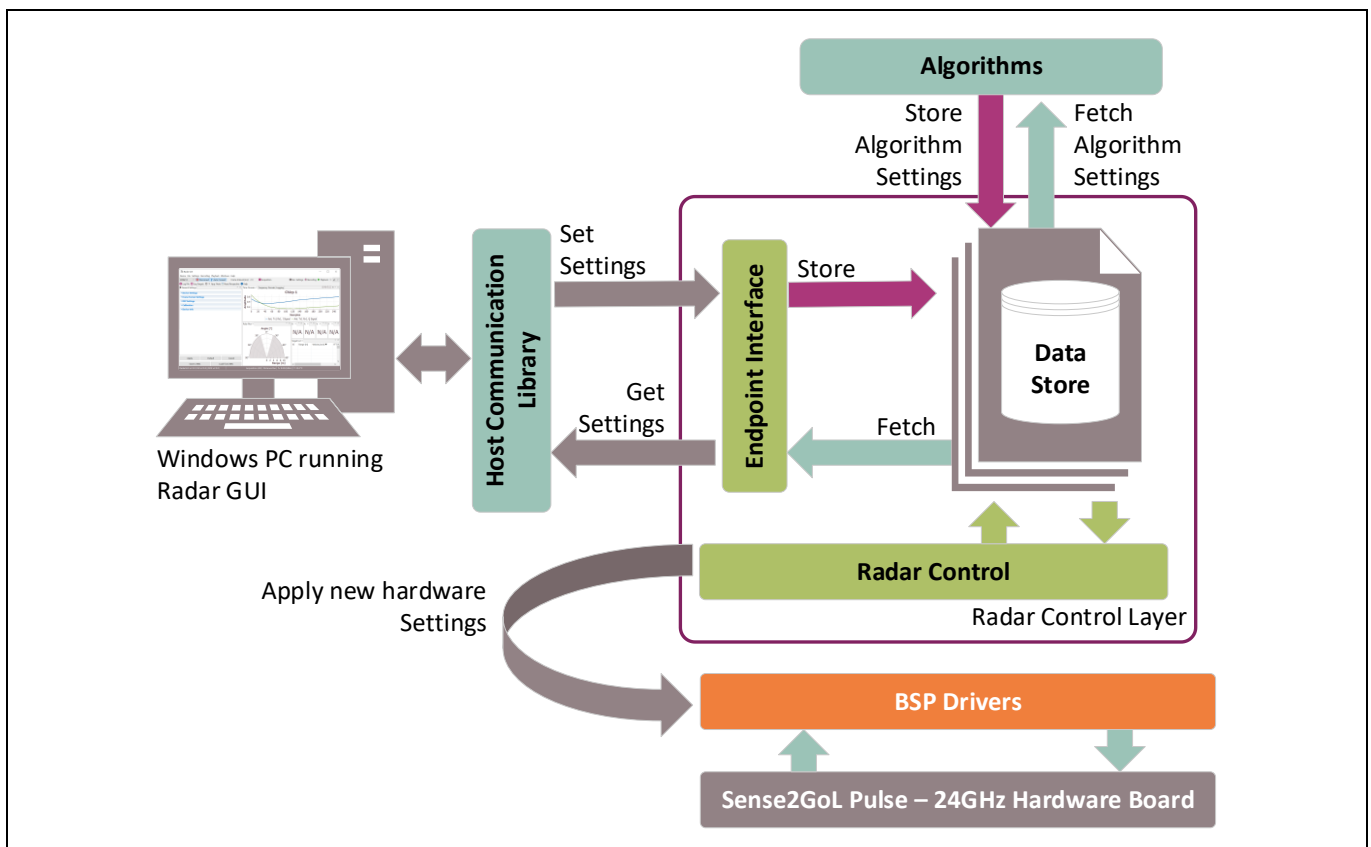 Algorithms
Store
Algorithm
Settings
Fetch
Algorithm
Settings
Set
Settings
Store
Host Communication
Library
Endpoint Interface
Data
Store
Get
Settings
Fetch
N/A N/A N/A N/A
Windows PC running
Radar GUI
Radar Control
Radar Control Layer
Apply new hardware
Settings
BSP Drivers
Sense2GoL Pulse – 24GHz Hardware Board